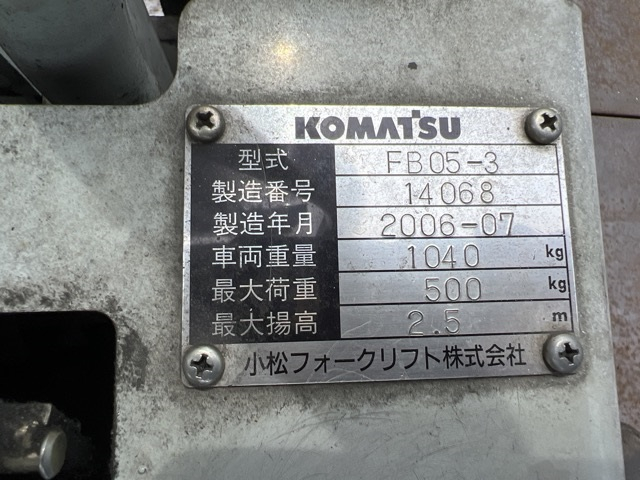 KOMATSU
型式 FB05-3
製造番号 14068
製造年月 2006-07
車両重量 1040 kg
最大荷重 500 kg
最大揚高 2.5 m
小松フォークリフト株式会社